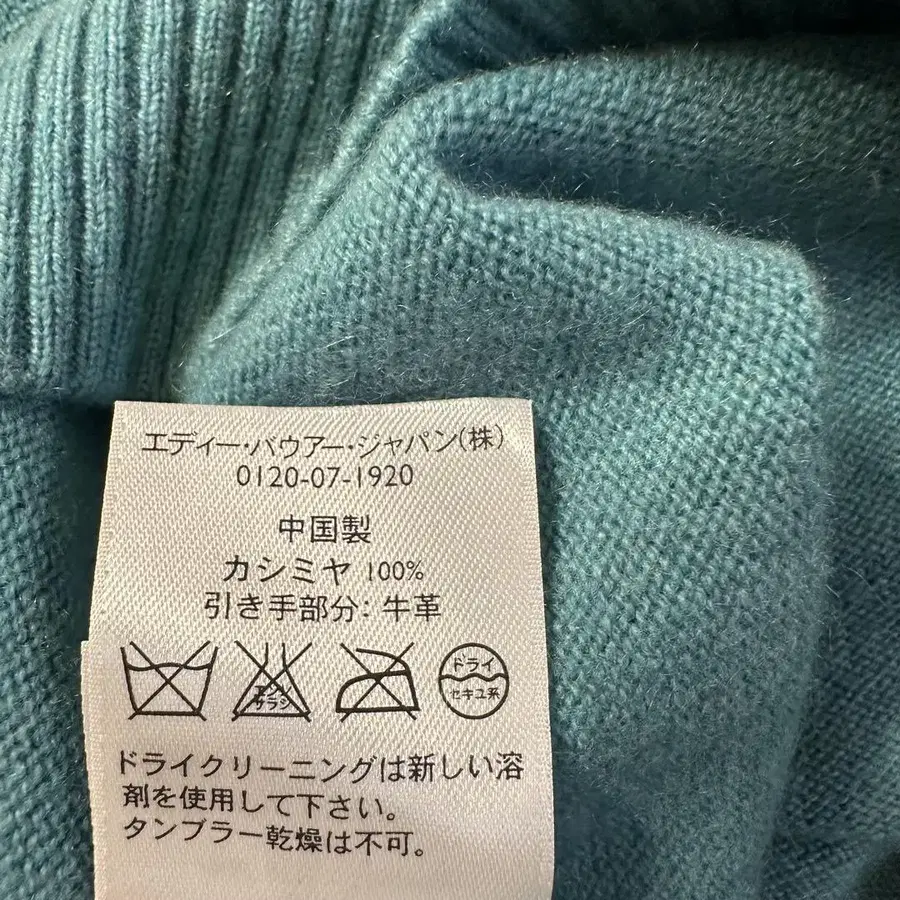 エディー・バウアー・ジャパン(株)
0120-07-1920
中国製
カシミヤ 100%
引き手部分: 牛革
エンソ
サラシ
ドライ
セキユ系
ドライクリーニングは新しい溶
剤を使用して下さい。
タンブラー乾燥は不可。